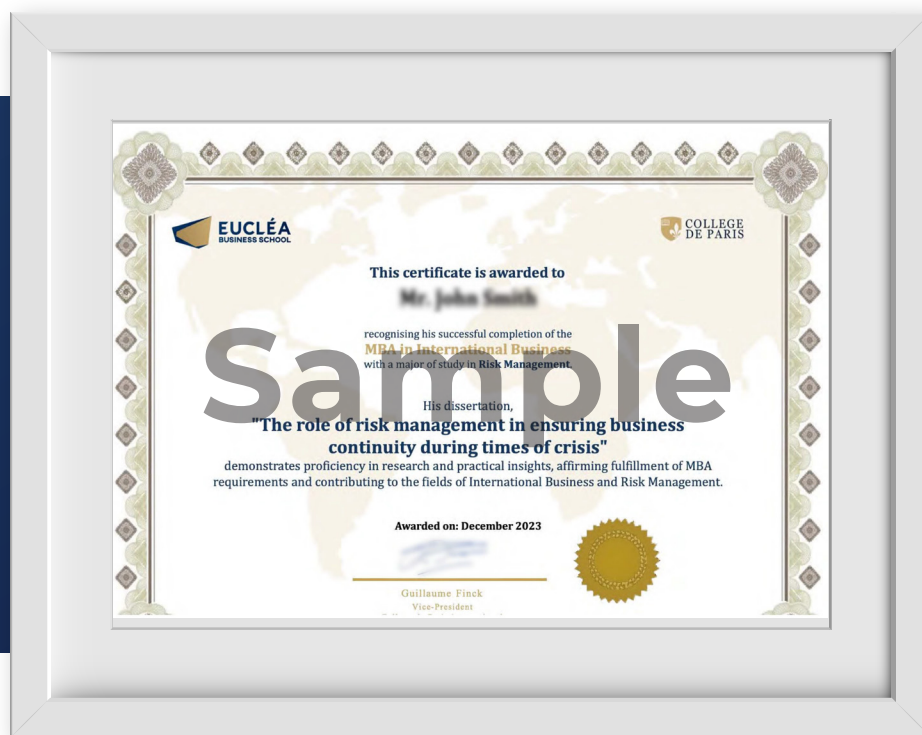 EUCLÉA
BUSINESS SCHOOL
COLLEGE
DE PARIS
This certificate is awarded to
Mr. John Smith
recognising his successful completion of the
MBA in International Business
with a major of study in Risk Management.
Sample
His dissertation,
"The role of risk management in ensuring business
continuity during times of crisis"
demonstrates proficiency in research and practical insights, affirming fulfillment of MBA
requirements and contributing to the fields of International Business and Risk Management.
Awarded on: December 2023
Guillaume Finck
Vice-President